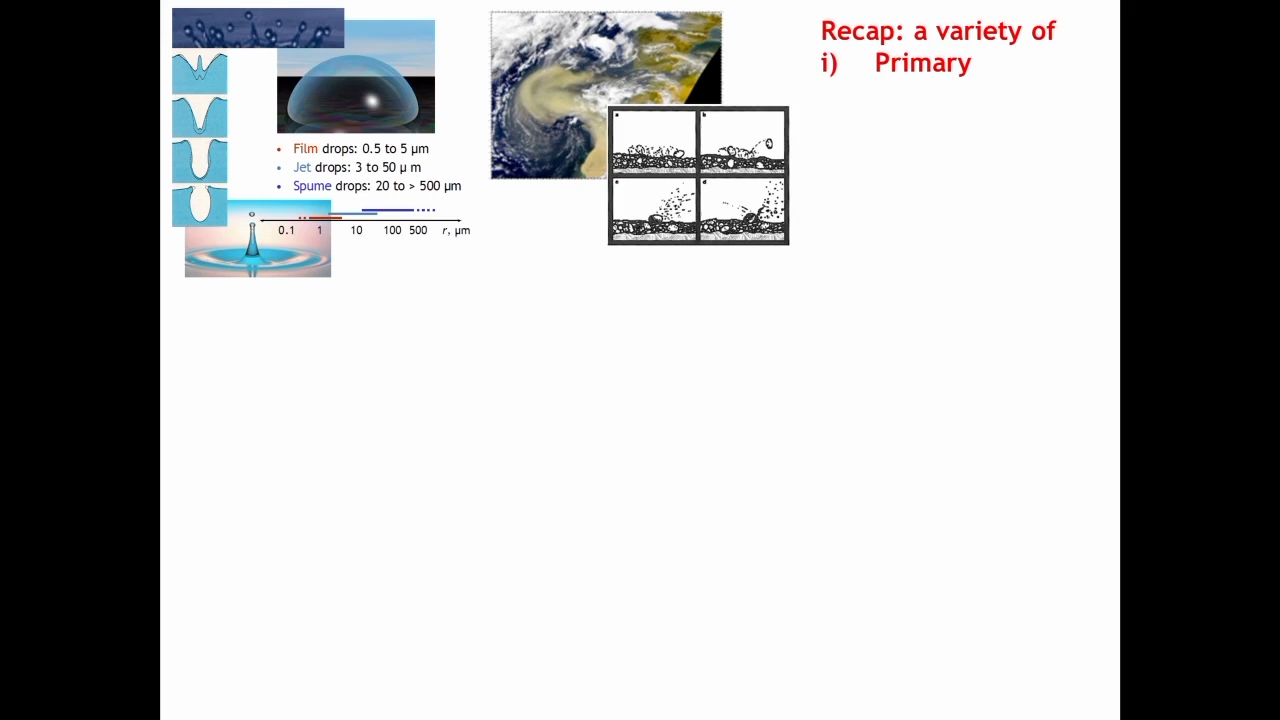 Recap: a variety of
i) Primary
• Film drops: 0.5 to 5 µm
• Jet drops: 3 to 50 µ m
• Spume drops: 20 to > 500 µm
0.1 1 10 100 500 r, µm
a
b
c
d